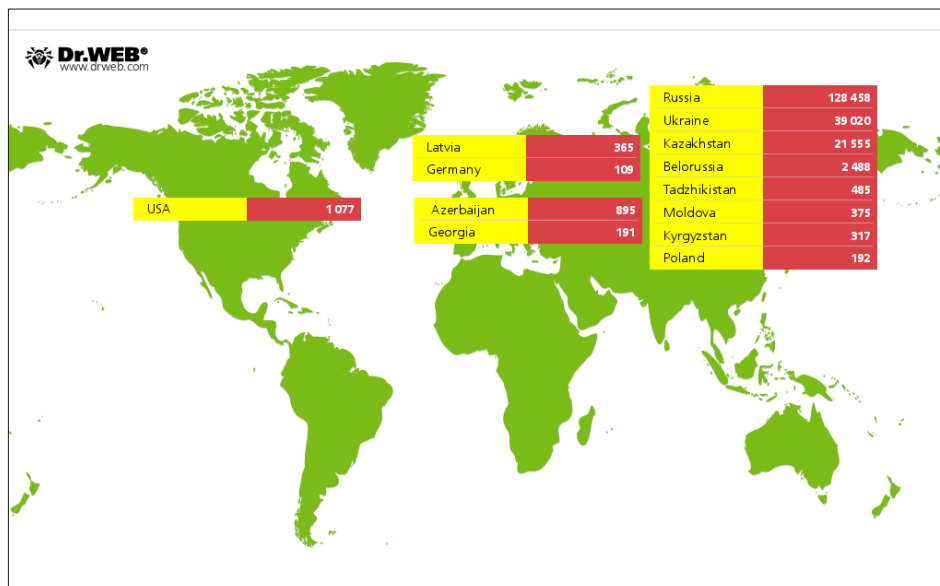 Dr.WEB®
www.drweb.com
USA 1 077
Latvia 365
Germany 109
Azerbaijan 895
Georgia 191
Russia 128 458
Ukraine 39 020
Kazakhstan 21 555
Belorussia 2 488
Tadzhikistan 485
Moldova 375
Kyrgyzstan 317
Poland 192